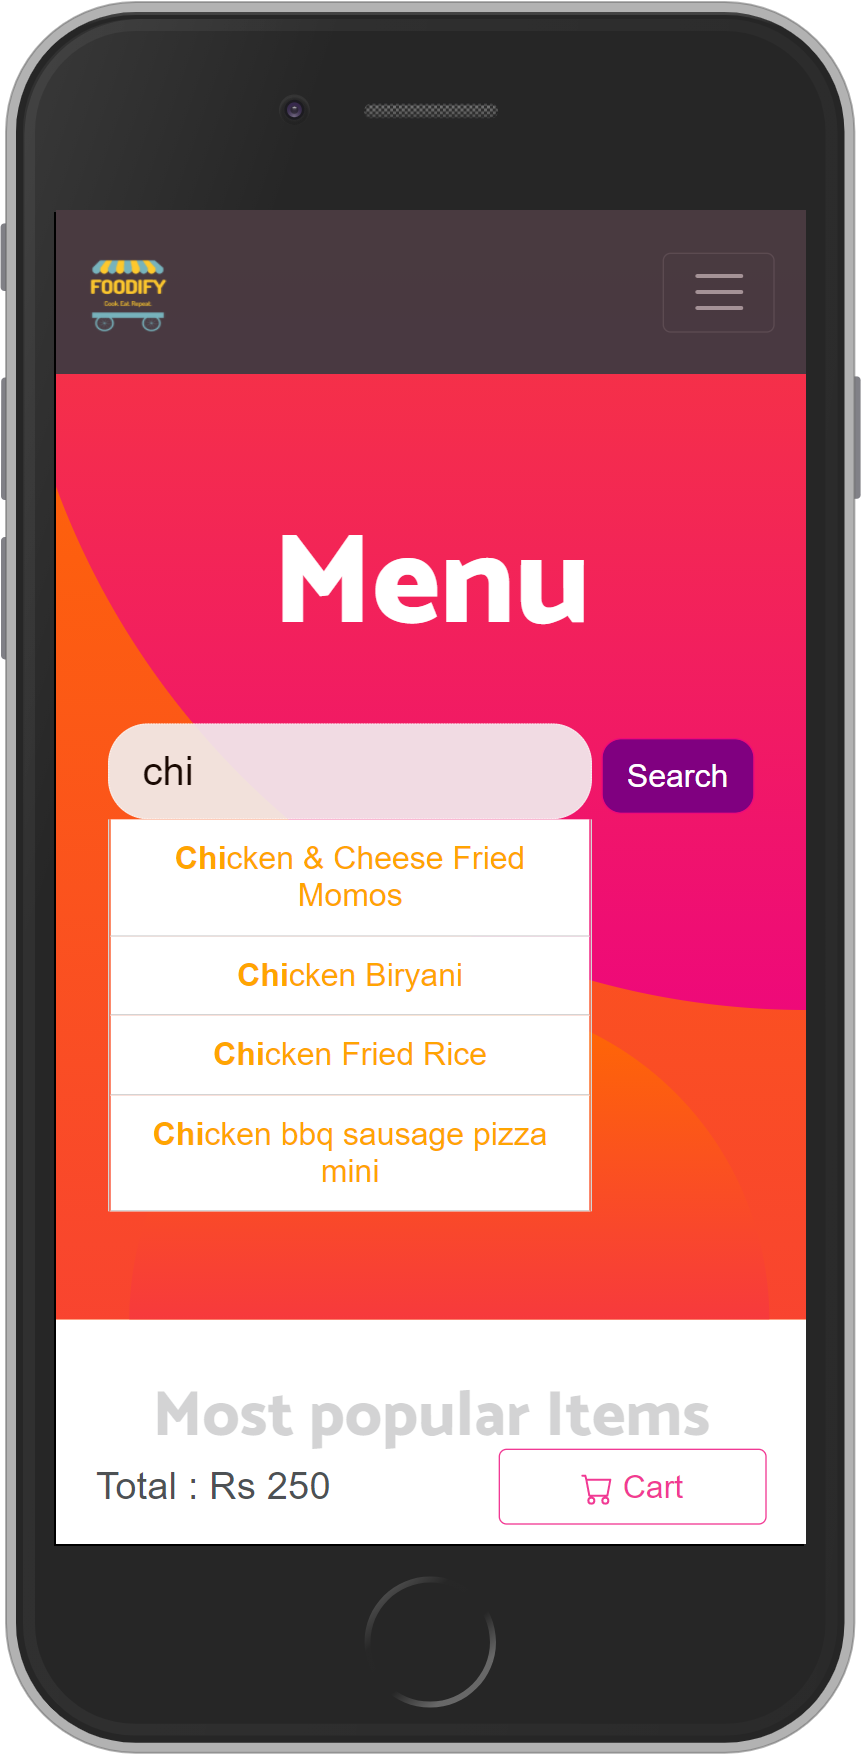 FOODIFY
Cook. Eat. Repeat.
Menu
chi
Search
Chicken & Cheese Fried
Momos
Chicken Biryani
Chicken Fried Rice
Chicken bbq sausage pizza
mini
Most popular Items
Total : Rs 250
Cart